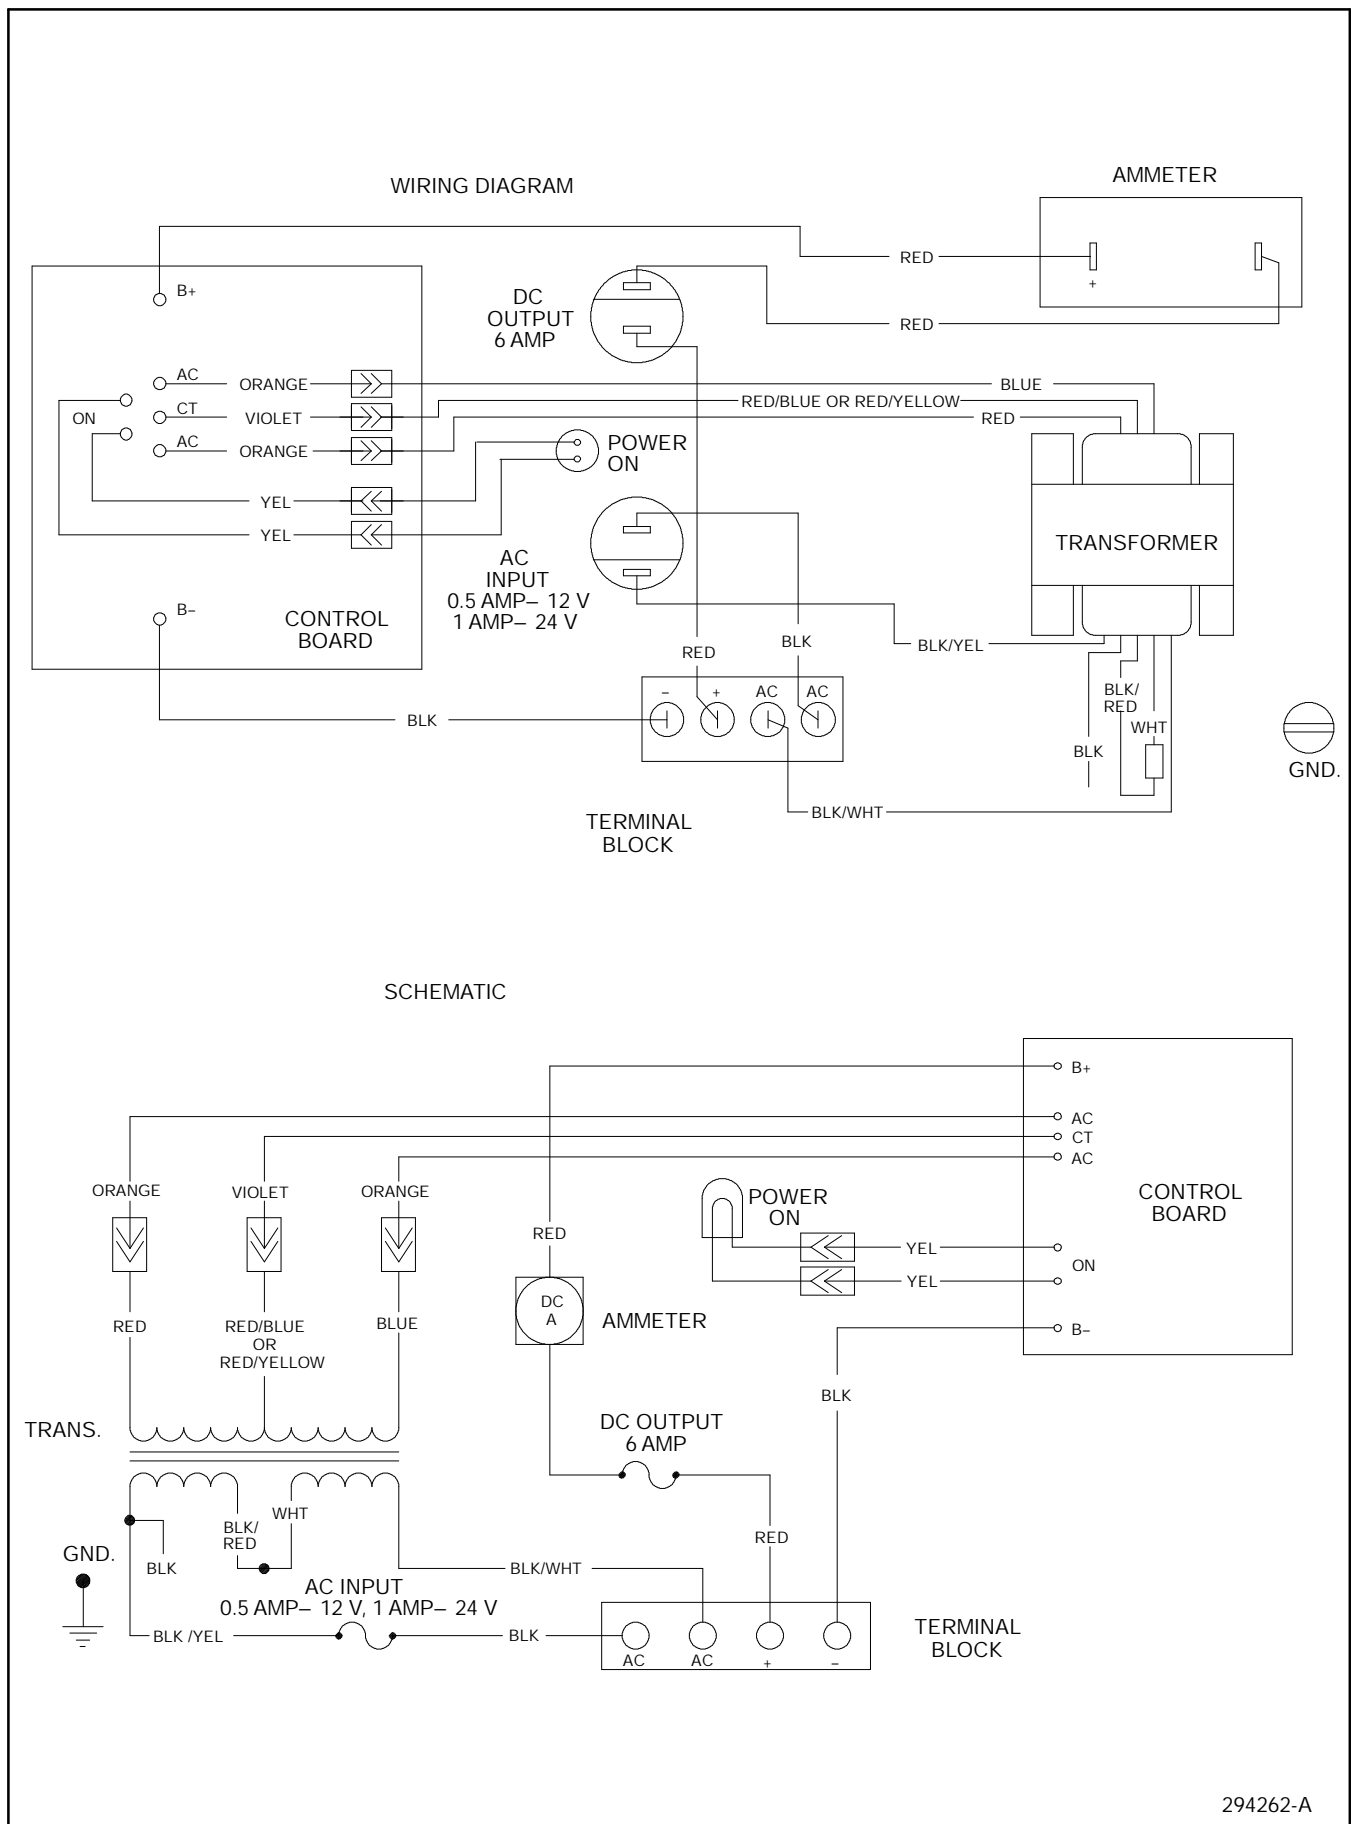 WIRING DIAGRAM
AMMETER
RED
+
B+
DC
OUTPUT
6 AMP
RED
AC
ORANGE
BLUE
CT
VIOLET
RED/BLUE OR RED/YELLOW
ON
RED
AC
ORANGE
POWER
ON
YEL
YEL
TRANSFORMER
AC
INPUT
0.5 AMP– 12 V
1 AMP– 24 V
B–
CONTROL
BOARD
BLK
BLK/YEL
RED
BLK/
RED
– + AC AC
BLK
WHT
BLK
GND.
BLK/WHT
TERMINAL
BLOCK
SCHEMATIC
B+
AC
CT
AC
ORANGE
VIOLET
ORANGE
POWER
ON
CONTROL
BOARD
RED
YEL
ON
YEL
DC
A
AMMETER
RED
RED/BLUE
OR
RED/YELLOW
BLUE
B–
BLK
TRANS.
DC OUTPUT
6 AMP
WHT
BLK/
RED
RED
GND.
BLK
BLK/WHT
AC INPUT
0.5 AMP– 12 V, 1 AMP– 24 V
BLK /YEL
BLK
AC AC + –
TERMINAL
BLOCK
294262-A